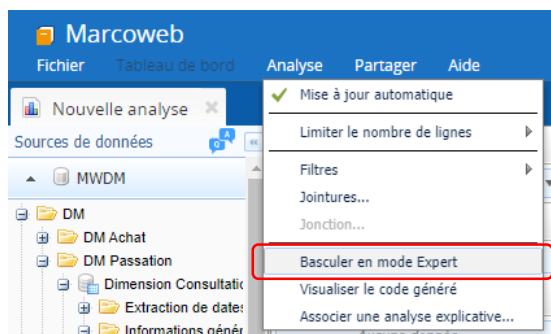 Marcoweb
Fichier Tableau de bord Analyse Partager Aide
Nouvelle analyse
Mise à jour automatique
Sources de données
Q A
Limiter le nombre de lignes
MWDM
Filtres
Jointures...
DM
Jonction...
DM Achat
DM Passation
Basculer en mode Expert
Dimension Consultatic
Visualiser le code généré
Extraction de dates
Associer une analyse explicative...
Informations génér